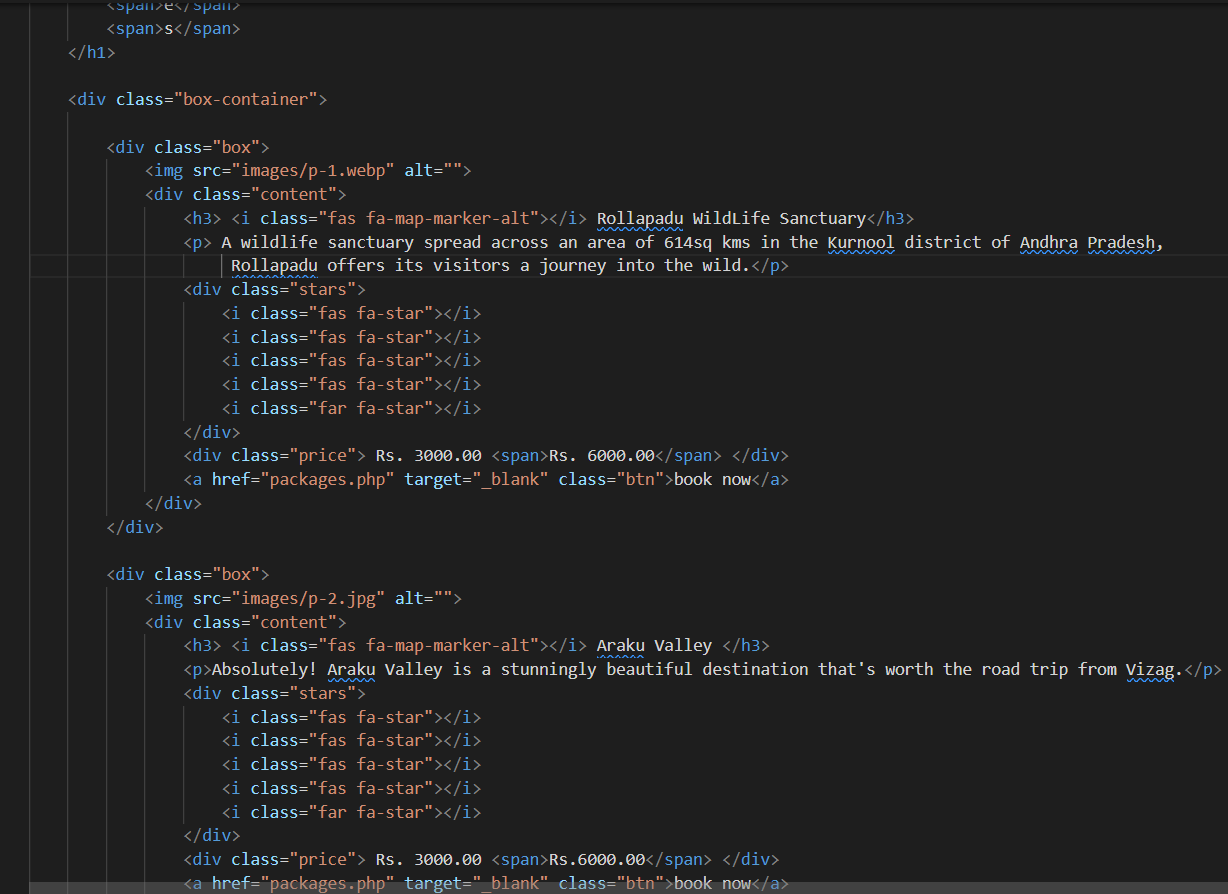 <span>e</span>
<span>s</span>
</h1>
<div class="box-container">
<div class="box">
<img src="images/p-1.webp" alt="">
<div class="content">
<h3> <i class="fas fa-map-marker-alt"></i> Rollapadu WildLife Sanctuary</h3>
<p> A wildlife sanctuary spread across an area of 614sq kms in the Kurnool district of Andhra Pradesh,
Rollapadu offers its visitors a journey into the wild.</p>
<div class="stars">
<i class="fas fa-star"></i>
<i class="fas fa-star"></i>
<i class="fas fa-star"></i>
<i class="fas fa-star"></i>
<i class="far fa-star"></i>
</div>
<div class="price"> Rs. 3000.00 <span>Rs. 6000.00</span> </div>
<a href="packages.php" target="_blank" class="btn">book now</a>
</div>
</div>
<div class="box">
<img src="images/p-2.jpg" alt="">
<div class="content">
<h3> <i class="fas fa-map-marker-alt"></i> Araku Valley </h3>
<p>Absolutely! Araku Valley is a stunningly beautiful destination that's worth the road trip from Vizag.</p>
<div class="stars">
<i class="fas fa-star"></i>
<i class="fas fa-star"></i>
<i class="fas fa-star"></i>
<i class="fas fa-star"></i>
<i class="far fa-star"></i>
</div>
<div class="price"> Rs. 3000.00 <span>Rs.6000.00</span> </div>
<a href="packages.php" target="_blank" class="btn">book now</a>